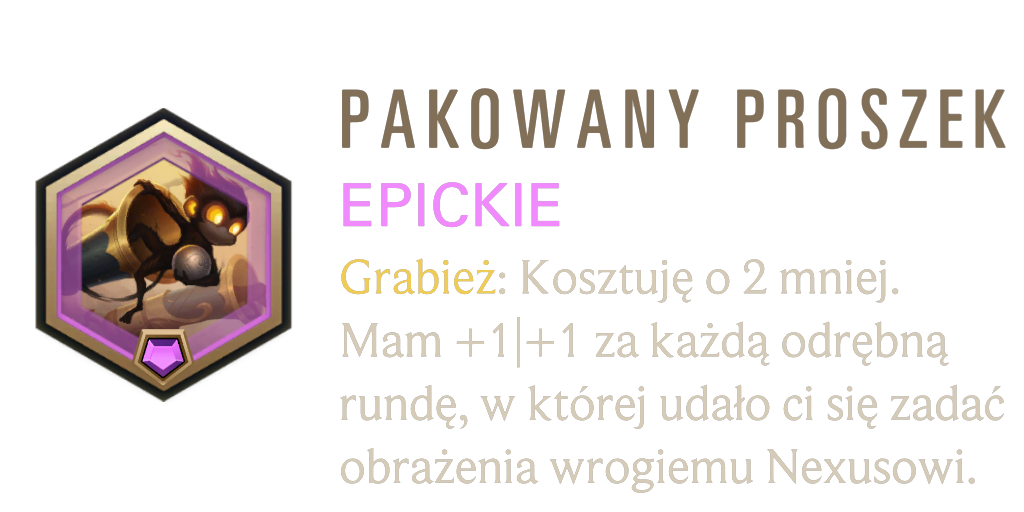 PAKOWANY PROSZEK
EPICKIE
Grabież: Kosztuję o 2 mniej.
Mam +1|+1 za każdą odrębną
rundę, w której udało ci się zadać
obrażenia wrogiemu Nexusowi.